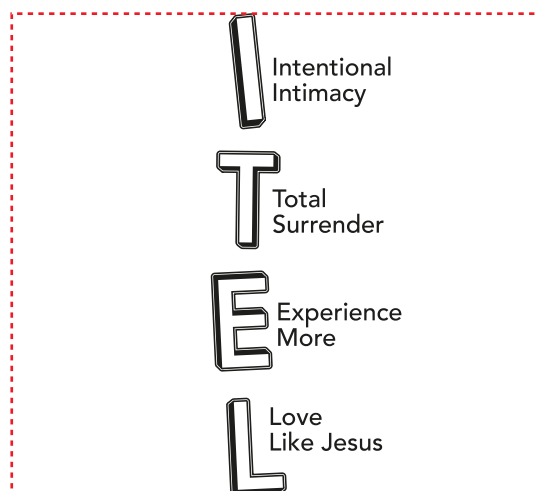 I
Intentional
Intimacy
T
Total
Surrender
E
Experience
More
L
Love
Like Jesus